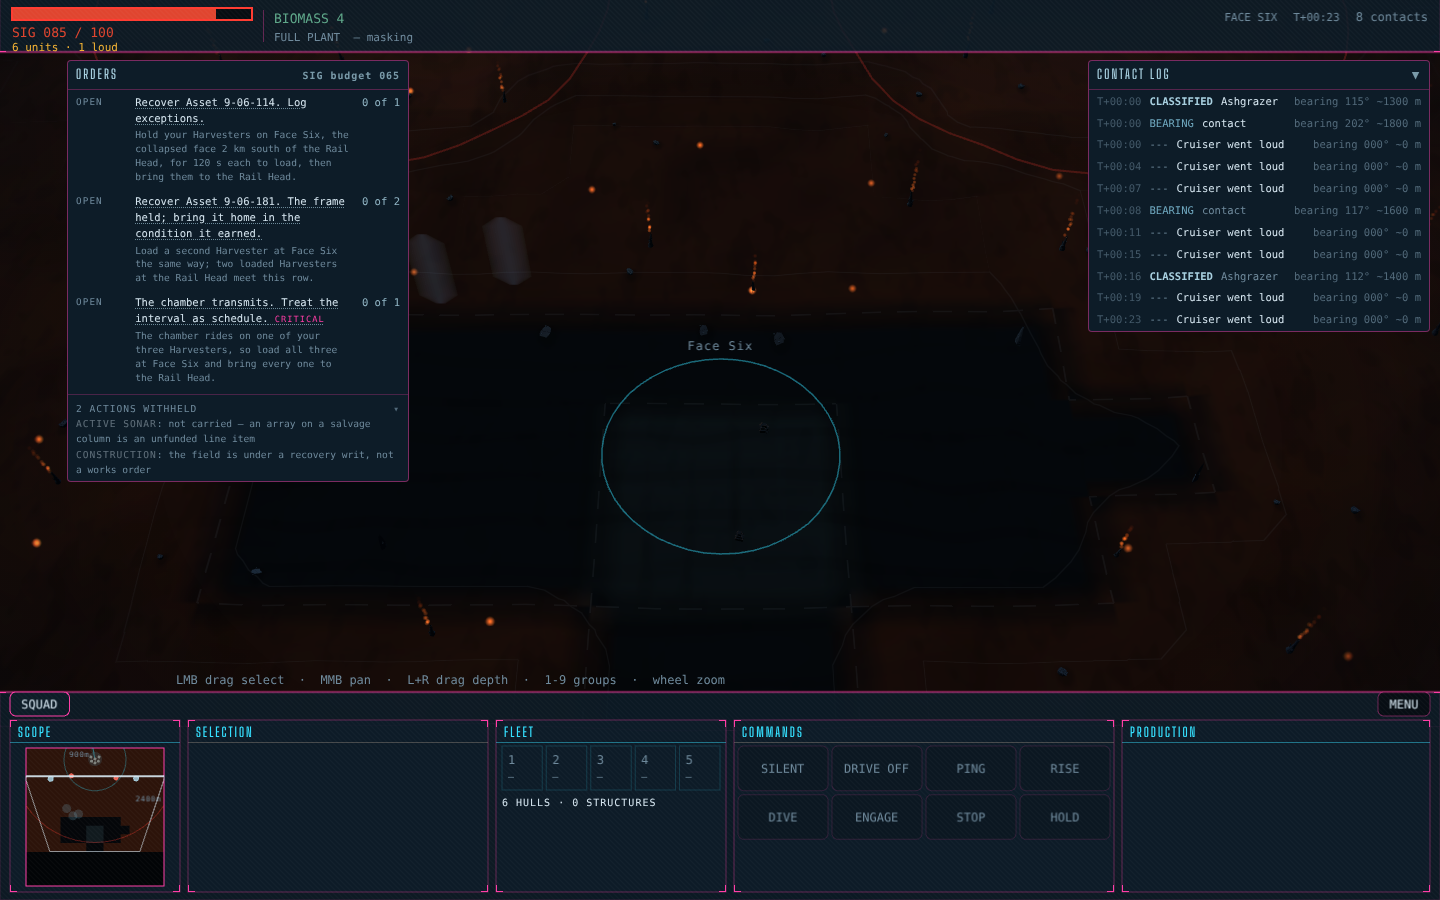 SIG 085 / 100
6 units · 1 loud
BIOMASS 4
FULL PLANT — masking
FACE SIX T+00:23 8 contacts
ORDERS SIG budget 065
OPEN Recover Asset 9-06-114. Log 0 of 1
exceptions.
Hold your Harvesters on Face Six, the
collapsed face 2 km south of the Rail
Head, for 120 s each to load, then
bring them to the Rail Head.
OPEN Recover Asset 9-06-181. The frame 0 of 2
held; bring it home in the
condition it earned.
Load a second Harvester at Face Six
the same way; two loaded Harvesters
at the Rail Head meet this row.
OPEN The chamber transmits. Treat the 0 of 1
interval as schedule. CRITICAL
The chamber rides on one of your
three Harvesters, so load all three
at Face Six and bring every one to
the Rail Head.
2 ACTIONS WITHHELD ▾
ACTIVE SONAR: not carried — an array on a salvage
column is an unfunded line item
CONSTRUCTION: the field is under a recovery writ, not
a works order
CONTACT LOG ▼
T+00:00 CLASSIFIED Ashgrazer bearing 115° ~1300 m
T+00:00 BEARING contact bearing 202° ~1800 m
T+00:00 --- Cruiser went loud bearing 000° ~0 m
T+00:04 --- Cruiser went loud bearing 000° ~0 m
T+00:07 --- Cruiser went loud bearing 000° ~0 m
T+00:08 BEARING contact bearing 117° ~1600 m
T+00:11 --- Cruiser went loud bearing 000° ~0 m
T+00:15 --- Cruiser went loud bearing 000° ~0 m
T+00:16 CLASSIFIED Ashgrazer bearing 112° ~1400 m
T+00:19 --- Cruiser went loud bearing 000° ~0 m
T+00:23 --- Cruiser went loud bearing 000° ~0 m
Face Six
LMB drag select · MMB pan · L+R drag depth · 1-9 groups · wheel zoom
SQUAD
MENU
SCOPE
900m
2400m
SELECTION
FLEET
1 2 3 4 5
— — — — —
6 HULLS · 0 STRUCTURES
COMMANDS
SILENT DRIVE OFF PING RISE
DIVE ENGAGE STOP HOLD
PRODUCTION